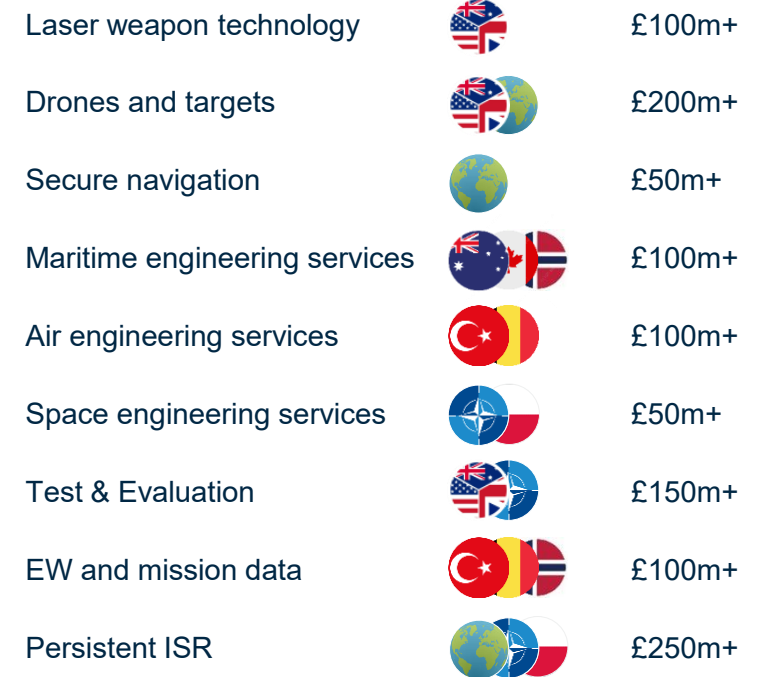 Laser weapon technology £100m+
Drones and targets £200m+
Secure navigation £50m+
Maritime engineering services £100m+
Air engineering services £100m+
Space engineering services £50m+
Test & Evaluation £150m+
EW and mission data £100m+
Persistent ISR £250m+